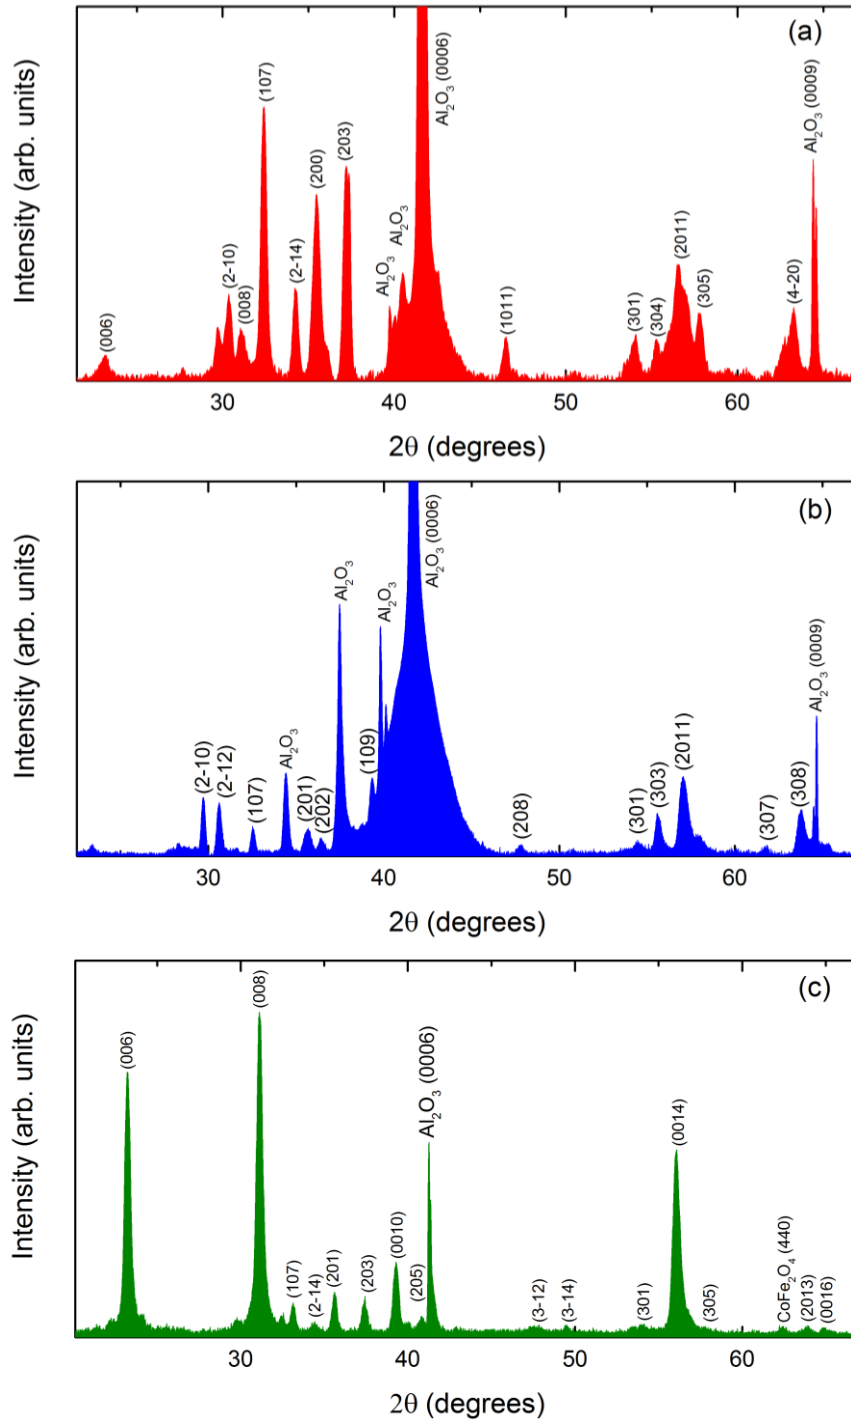 (a)
Intensity (arb. units)
(006)
(2-10)
(008)
(107)
(2-14)
(200)
(203)
Al₂O₃
Al₂O₃
Al₂O₃ (0006)
(1011)
(301)
(304)
(2011)
(305)
(4-20)
Al₂O₃ (0009)
30 40 50 60
2θ (degrees)
(b)
Intensity (arb. units)
(2-10)
(2-12)
(107)
Al₂O₃
(201)
(202)
Al₂O₃
(109)
Al₂O₃
Al₂O₃ (0006)
(208)
(301)
(303)
(2011)
(307)
(308)
Al₂O₃ (0009)
30 40 50 60
2θ (degrees)
(c)
Intensity (arb. units)
(006)
(008)
(107)
(2-14)
(201)
(203)
(0010)
(205)
Al₂O₃ (0006)
(3-12)
(3-14)
(301)
(0014)
(305)
CoFe₂O₄ (440)
(2013)
(0016)
30 40 50 60
2θ (degrees)